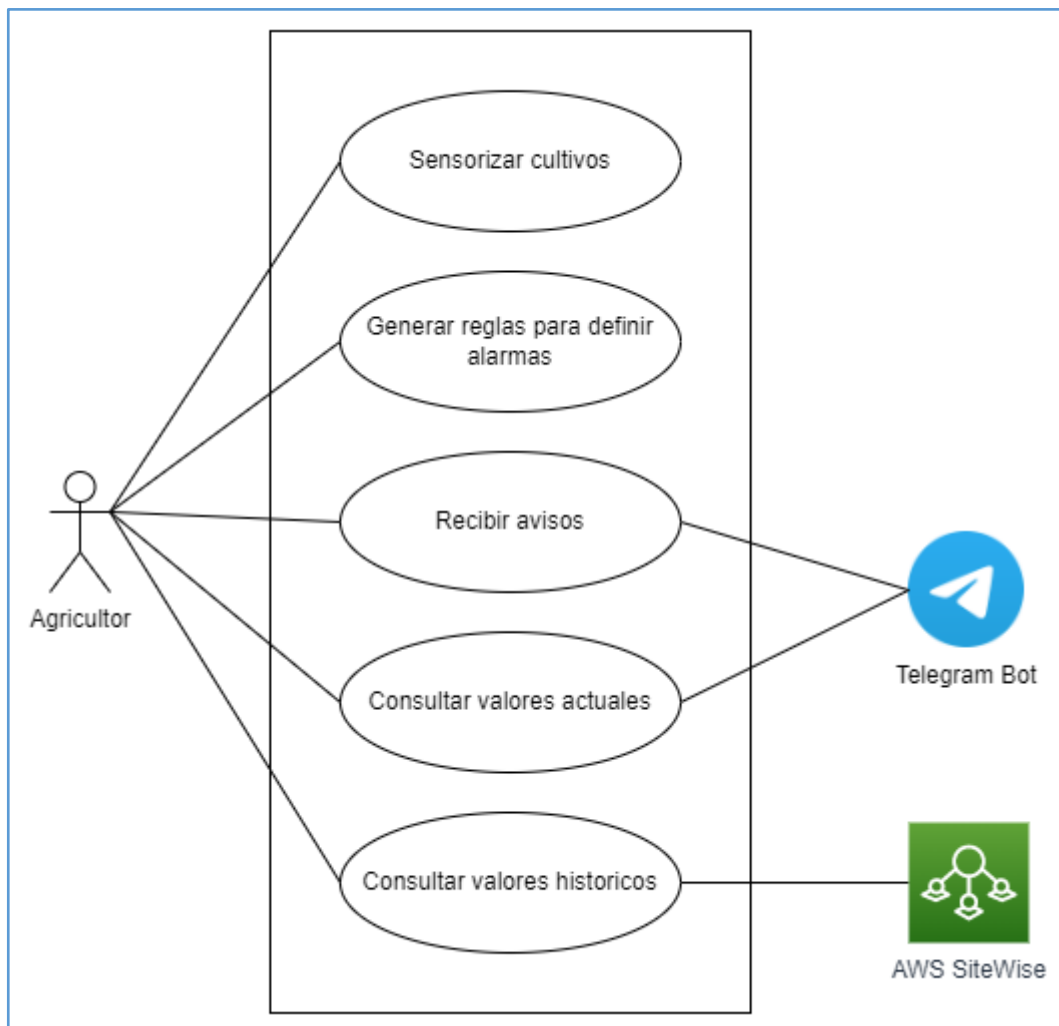 Sensorizar cultivos
Generar reglas para definir
alarmas
Recibir avisos
Agricultor
Telegram Bot
Consultar valores actuales
Consultar valores historicos
AWS SiteWise